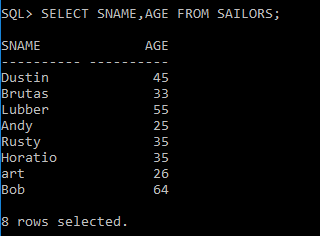 SQL> SELECT SNAME,AGE FROM SAILORS;
SNAME AGE
---------- ----------
Dustin 45
Brutas 33
Lubber 55
Andy 25
Rusty 35
Horatio 35
art 26
Bob 64
8 rows selected.